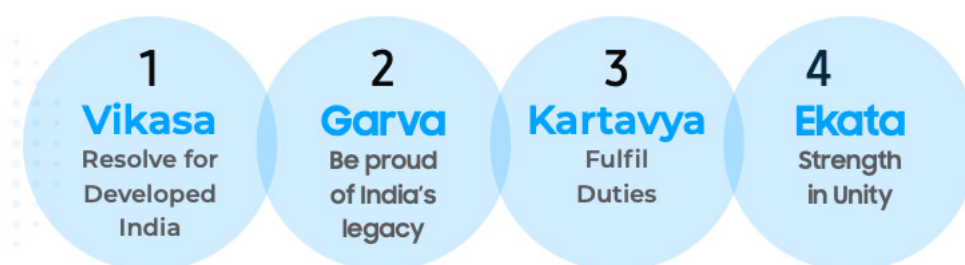 1
Vikasa
Resolve for
Developed
India
2
Garva
Be proud
of India's
legacy
3
Kartavya
Fulfil
Duties
4
Ekata
Strength
in Unity